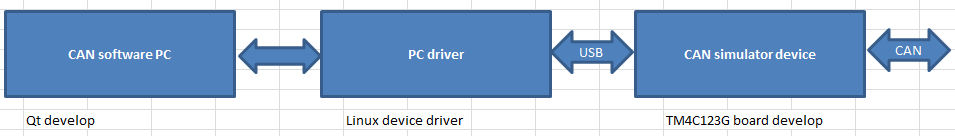 CAN software PC
PC driver
USB
CAN simulator device
CAN
Qt develop
Linux device driver
TM4C123G board develop